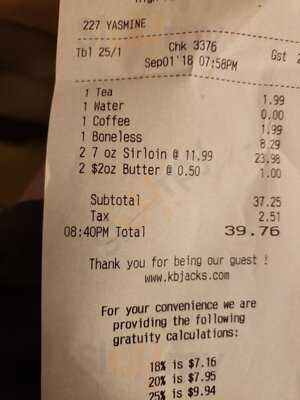 227 YASMINE
Tbl 25/1 Chk 3376 Gst
Sep01'18 07:58PM
1 Tea 1.99
1 Water 0.00
1 Coffee 1.99
1 Boneless 8.29
2 7 oz Sirloin @ 11.99 23.98
2 $2oz Butter @ 0.50 1.00
Subtotal 37.25
Tax 2.51
08:40PM Total 39.76
Thank you for being our guest !
www.kbjacks.com
For your convenience we are
providing the following
gratuity calculations:
18% is $7.16
20% is $7.95
25% is $9.94